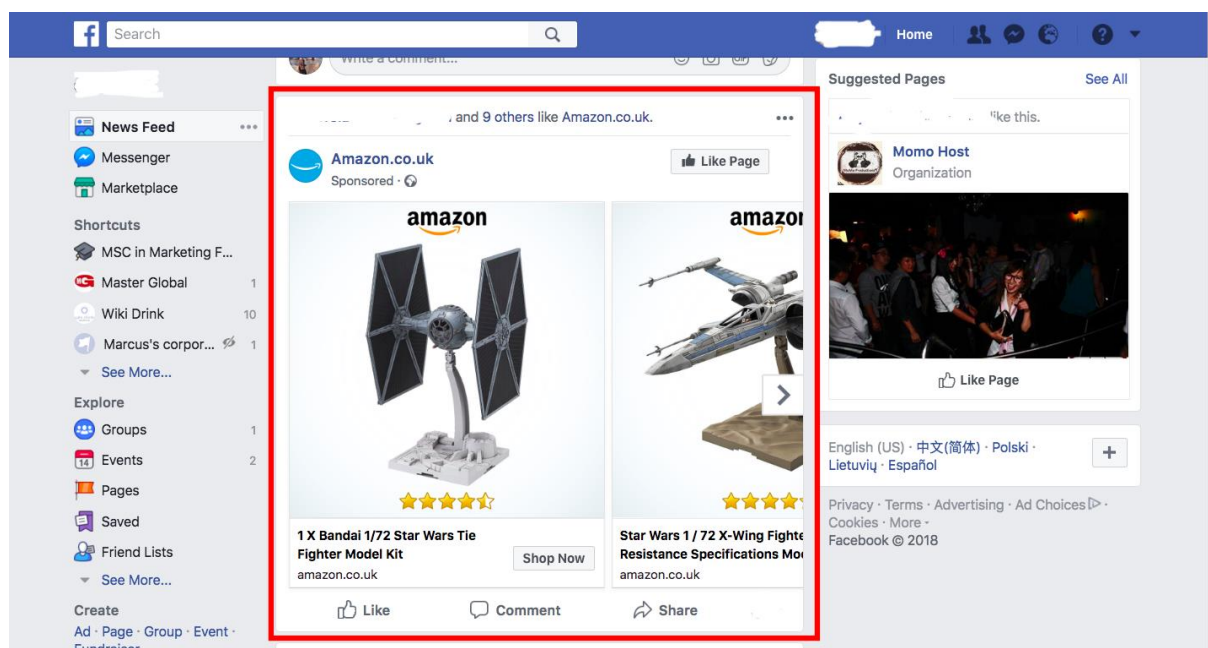 Search
Home
News Feed
Messenger
Marketplace
Shortcuts
MSC in Marketing F...
Master Global 1
Wiki Drink 10
Marcus's corpor... 1
See More...
Explore
Groups 1
Events 2
Pages
Saved
Friend Lists
See More...
Create
Ad · Page · Group · Event ·
Fundraiser
Write a comment...
and 9 others like Amazon.co.uk.
Amazon.co.uk
Sponsored ·
Like Page
amazon
1 X Bandai 1/72 Star Wars Tie
Fighter Model Kit
Shop Now
amazon.co.uk
amazon
Star Wars 1 / 72 X-Wing Fighte
Resistance Specifications Mo
amazon.co.uk
Like Comment Share
Suggested Pages See All
like this.
Momo Host
Organization
Like Page
English (US) · 中文(简体) · Polski ·
Lietuvių · Español
Privacy · Terms · Advertising · Ad Choices ·
Cookies · More ·
Facebook © 2018